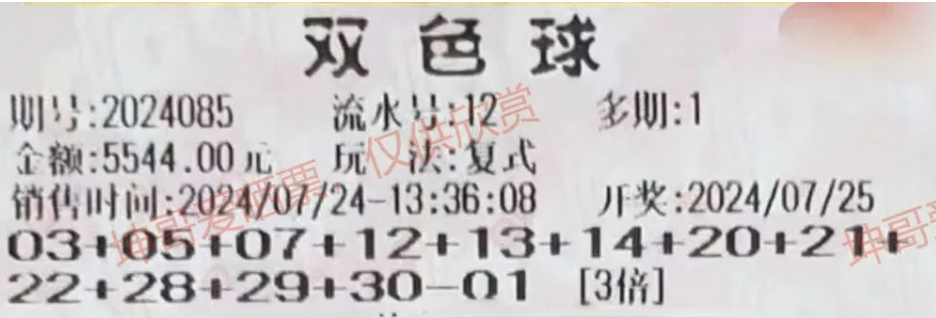 双色球
期号:2024085 流水号:12 多期:1
金额:5544.00元 玩 法:复式
销售时间:2024/07/24-13:36:08 开奖:2024/07/25
03+05+07+12+13+14+20+21+
22+28+29+30-01 [3倍]
坤哥爱晒票 仅供欣赏
坤哥